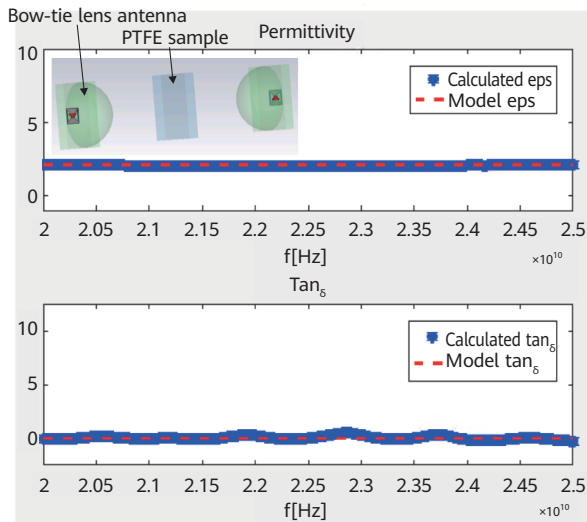 Bow-tie lens antenna
PTFE sample
Permittivity
10
5
0
Calculated eps
Model eps
2 2.05 2.1 2.15 2.2 2.25 2.3 2.35 2.4 2.45 2.5
×10¹⁰
f[Hz]
Tanδ
10
5
0
Calculated tanδ
Model tanδ
2 2.05 2.1 2.15 2.2 2.25 2.3 2.35 2.4 2.45 2.5
×10¹⁰
f[Hz]